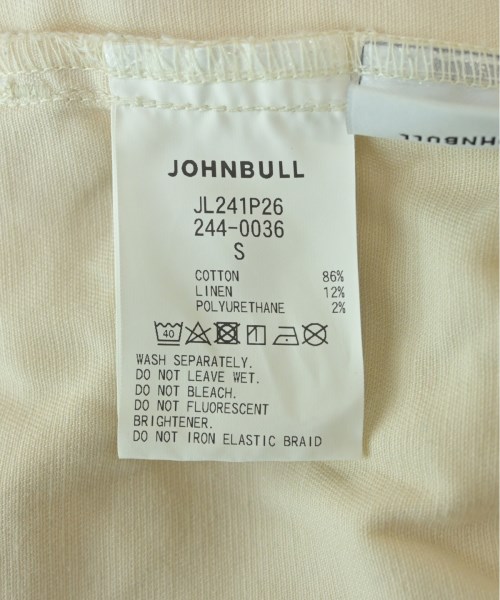 JOHNBULL
JL241P26
244-0036
S
COTTON 86%
LINEN 12%
POLYURETHANE 2%
40
WASH SEPARATELY.
DO NOT LEAVE WET.
DO NOT BLEACH.
DO NOT FLUORESCENT
BRIGHTENER.
DO NOT IRON ELASTIC BRAID